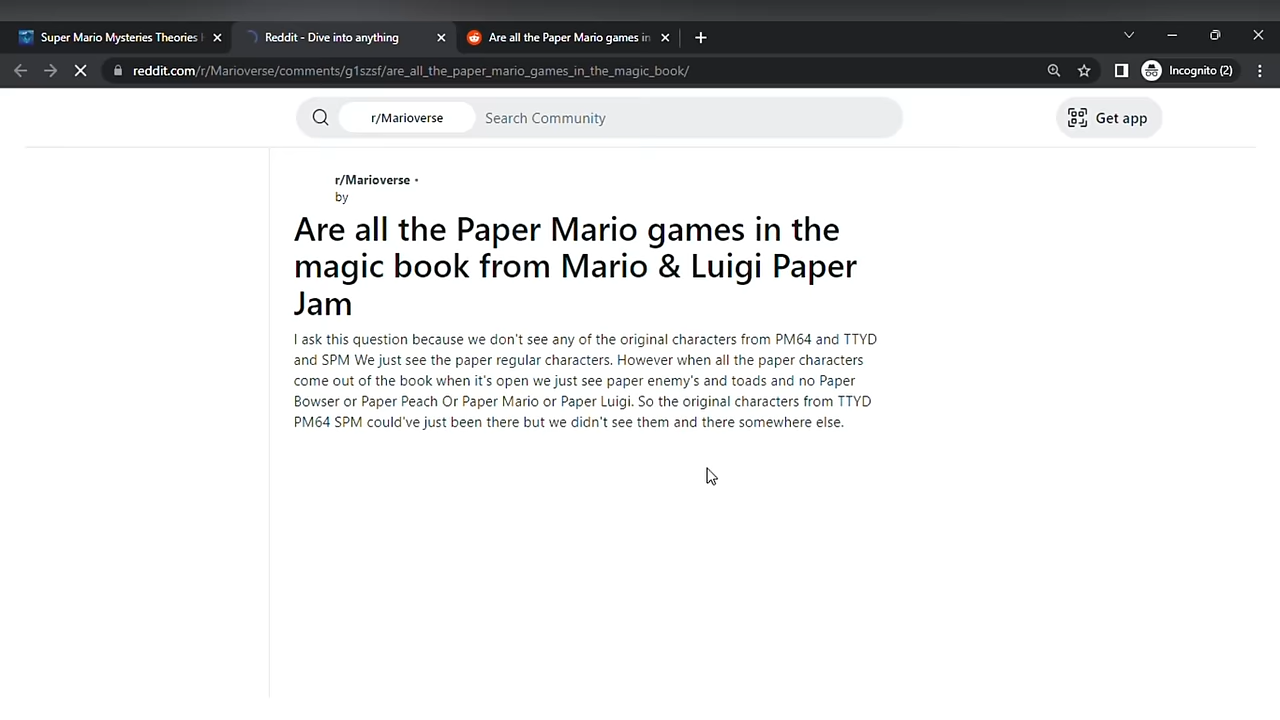 Super Mario Mysteries Theories
Reddit - Dive into anything
Are all the Paper Mario games in
reddit.com/r/Marioverse/comments/g1szsf/are_all_the_paper_mario_games_in_the_magic_book/
Incognito (2)
r/Marioverse
Search Community
Get app
r/Marioverse •
by
Are all the Paper Mario games in the
magic book from Mario & Luigi Paper
Jam
I ask this question because we don't see any of the original characters from PM64 and TTYD
and SPM We just see the paper regular characters. However when all the paper characters
come out of the book when it's open we just see paper enemy's and toads and no Paper
Bowser or Paper Peach Or Paper Mario or Paper Luigi. So the original characters from TTYD
PM64 SPM could've just been there but we didn't see them and there somewhere else.